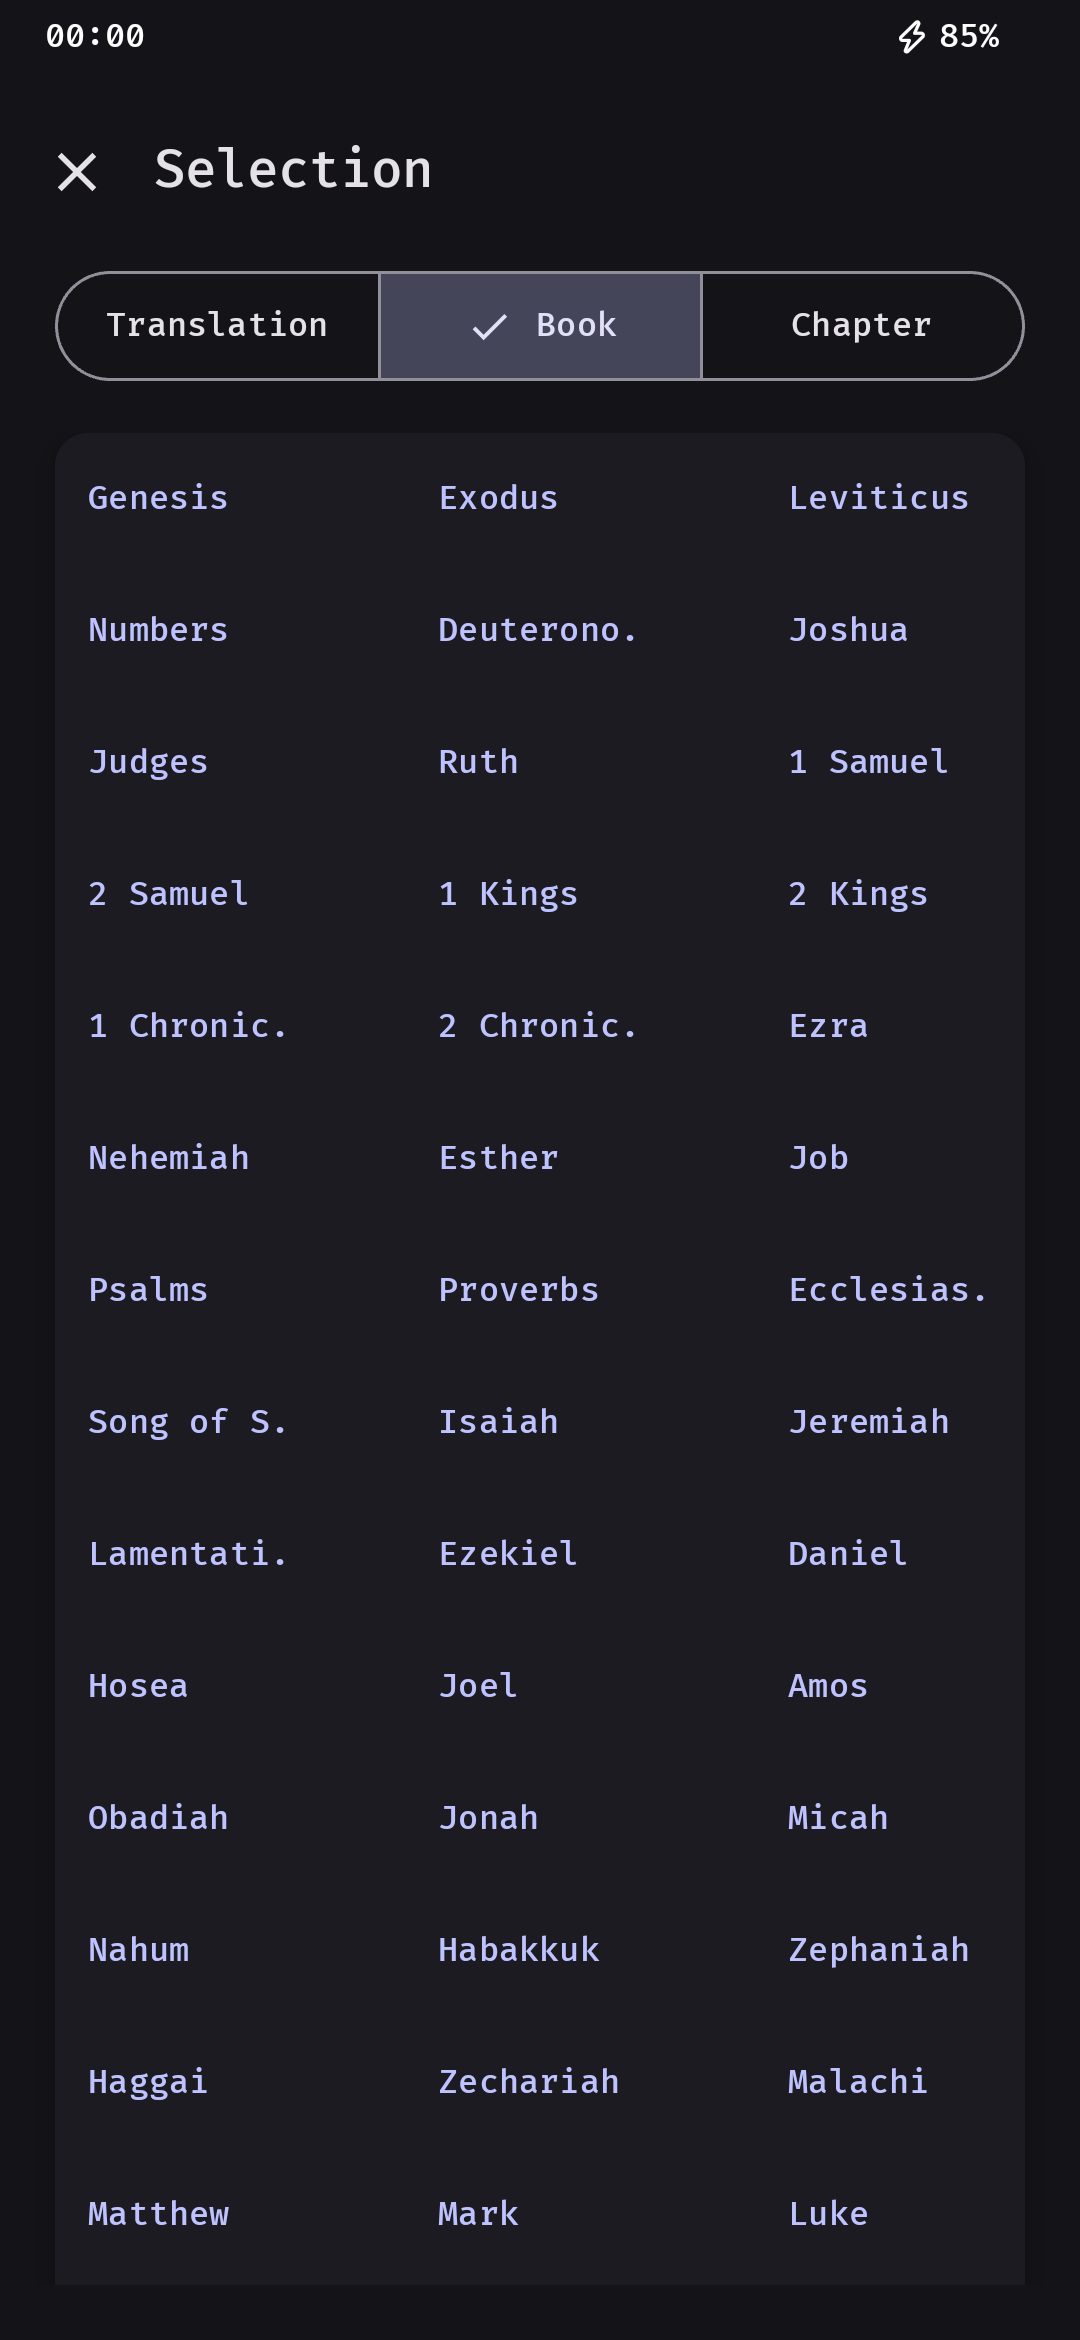 00:00 85%
Selection
Translation Book Chapter
Genesis Exodus Leviticus
Numbers Deuterono. Joshua
Judges Ruth 1 Samuel
2 Samuel 1 Kings 2 Kings
1 Chronic. 2 Chronic. Ezra
Nehemiah Esther Job
Psalms Proverbs Ecclesias.
Song of S. Isaiah Jeremiah
Lamentati. Ezekiel Daniel
Hosea Joel Amos
Obadiah Jonah Micah
Nahum Habakkuk Zephaniah
Haggai Zechariah Malachi
Matthew Mark Luke